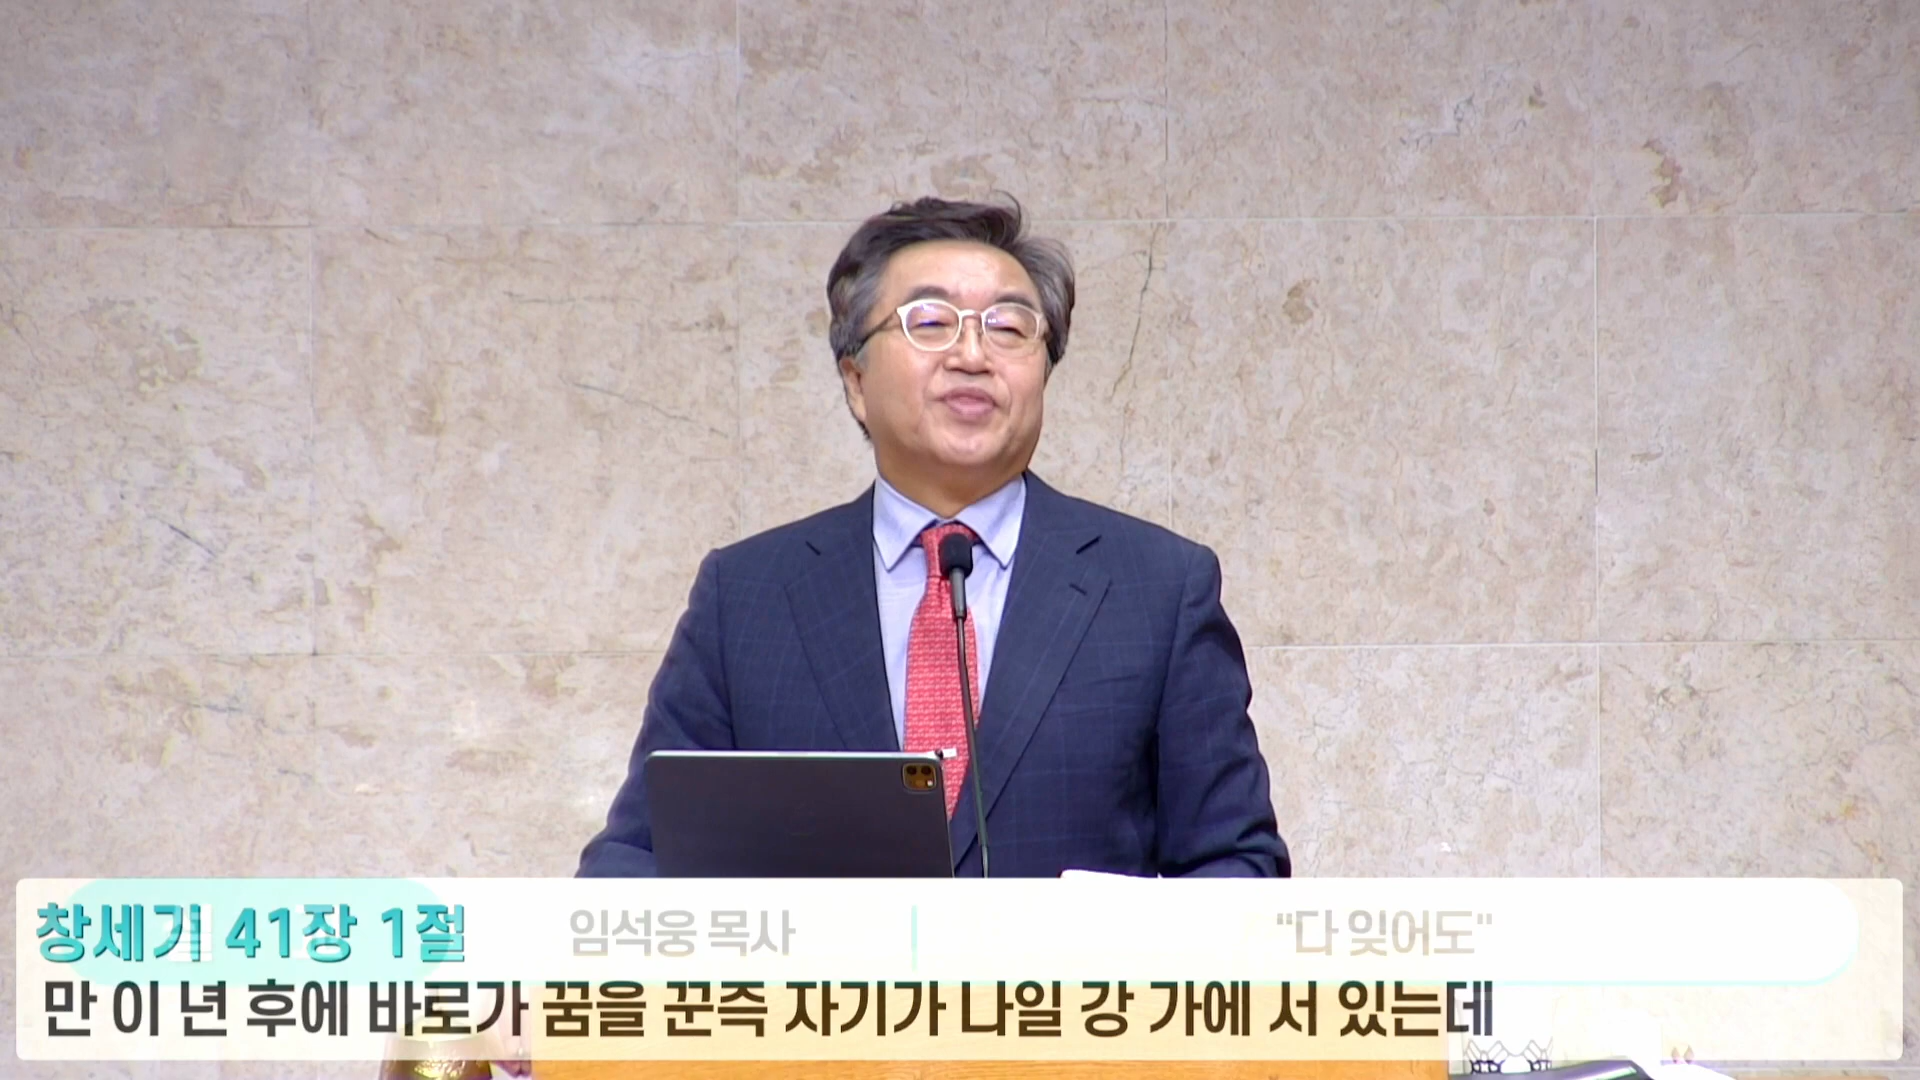 창세기 41장 1절
임석웅 목사 "다 잊어도"
만 이 년 후에 바로가 꿈을 꾼즉 자기가 나일 강 가에 서 있는데